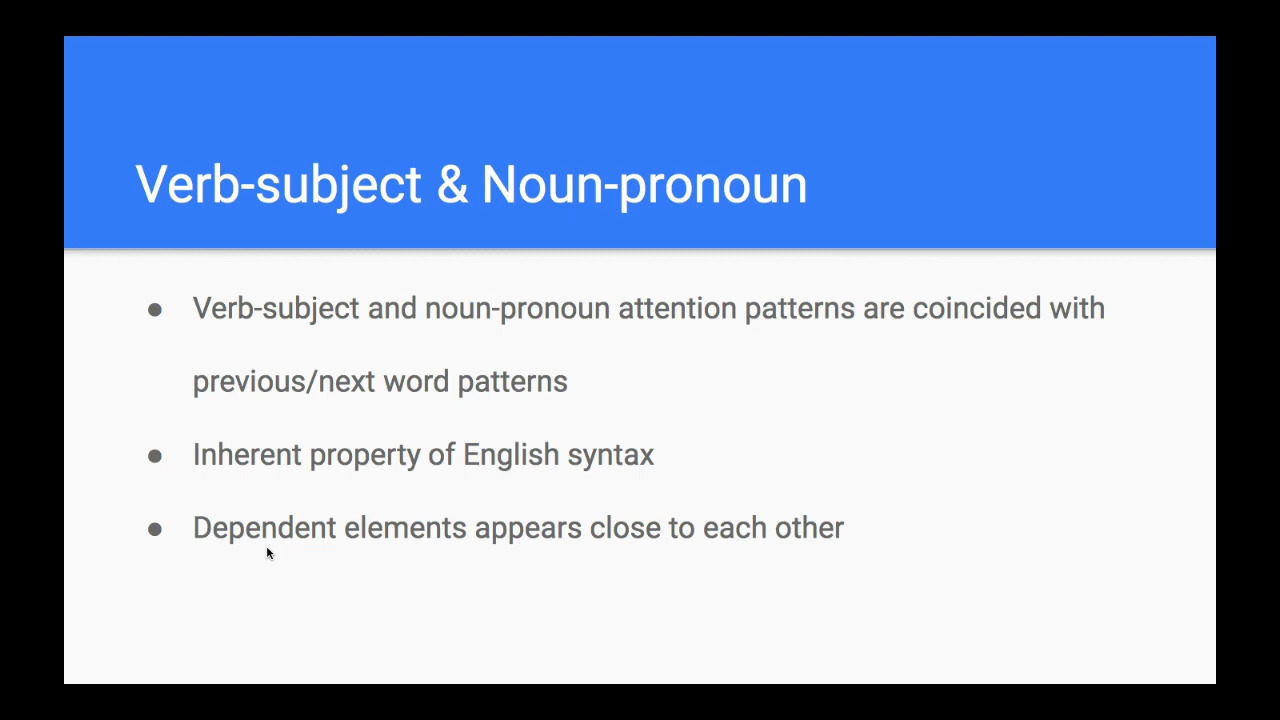 Verb-subject & Noun-pronoun
● Verb-subject and noun-pronoun attention patterns are coincided with
previous/next word patterns
● Inherent property of English syntax
● Dependent elements appears close to each other